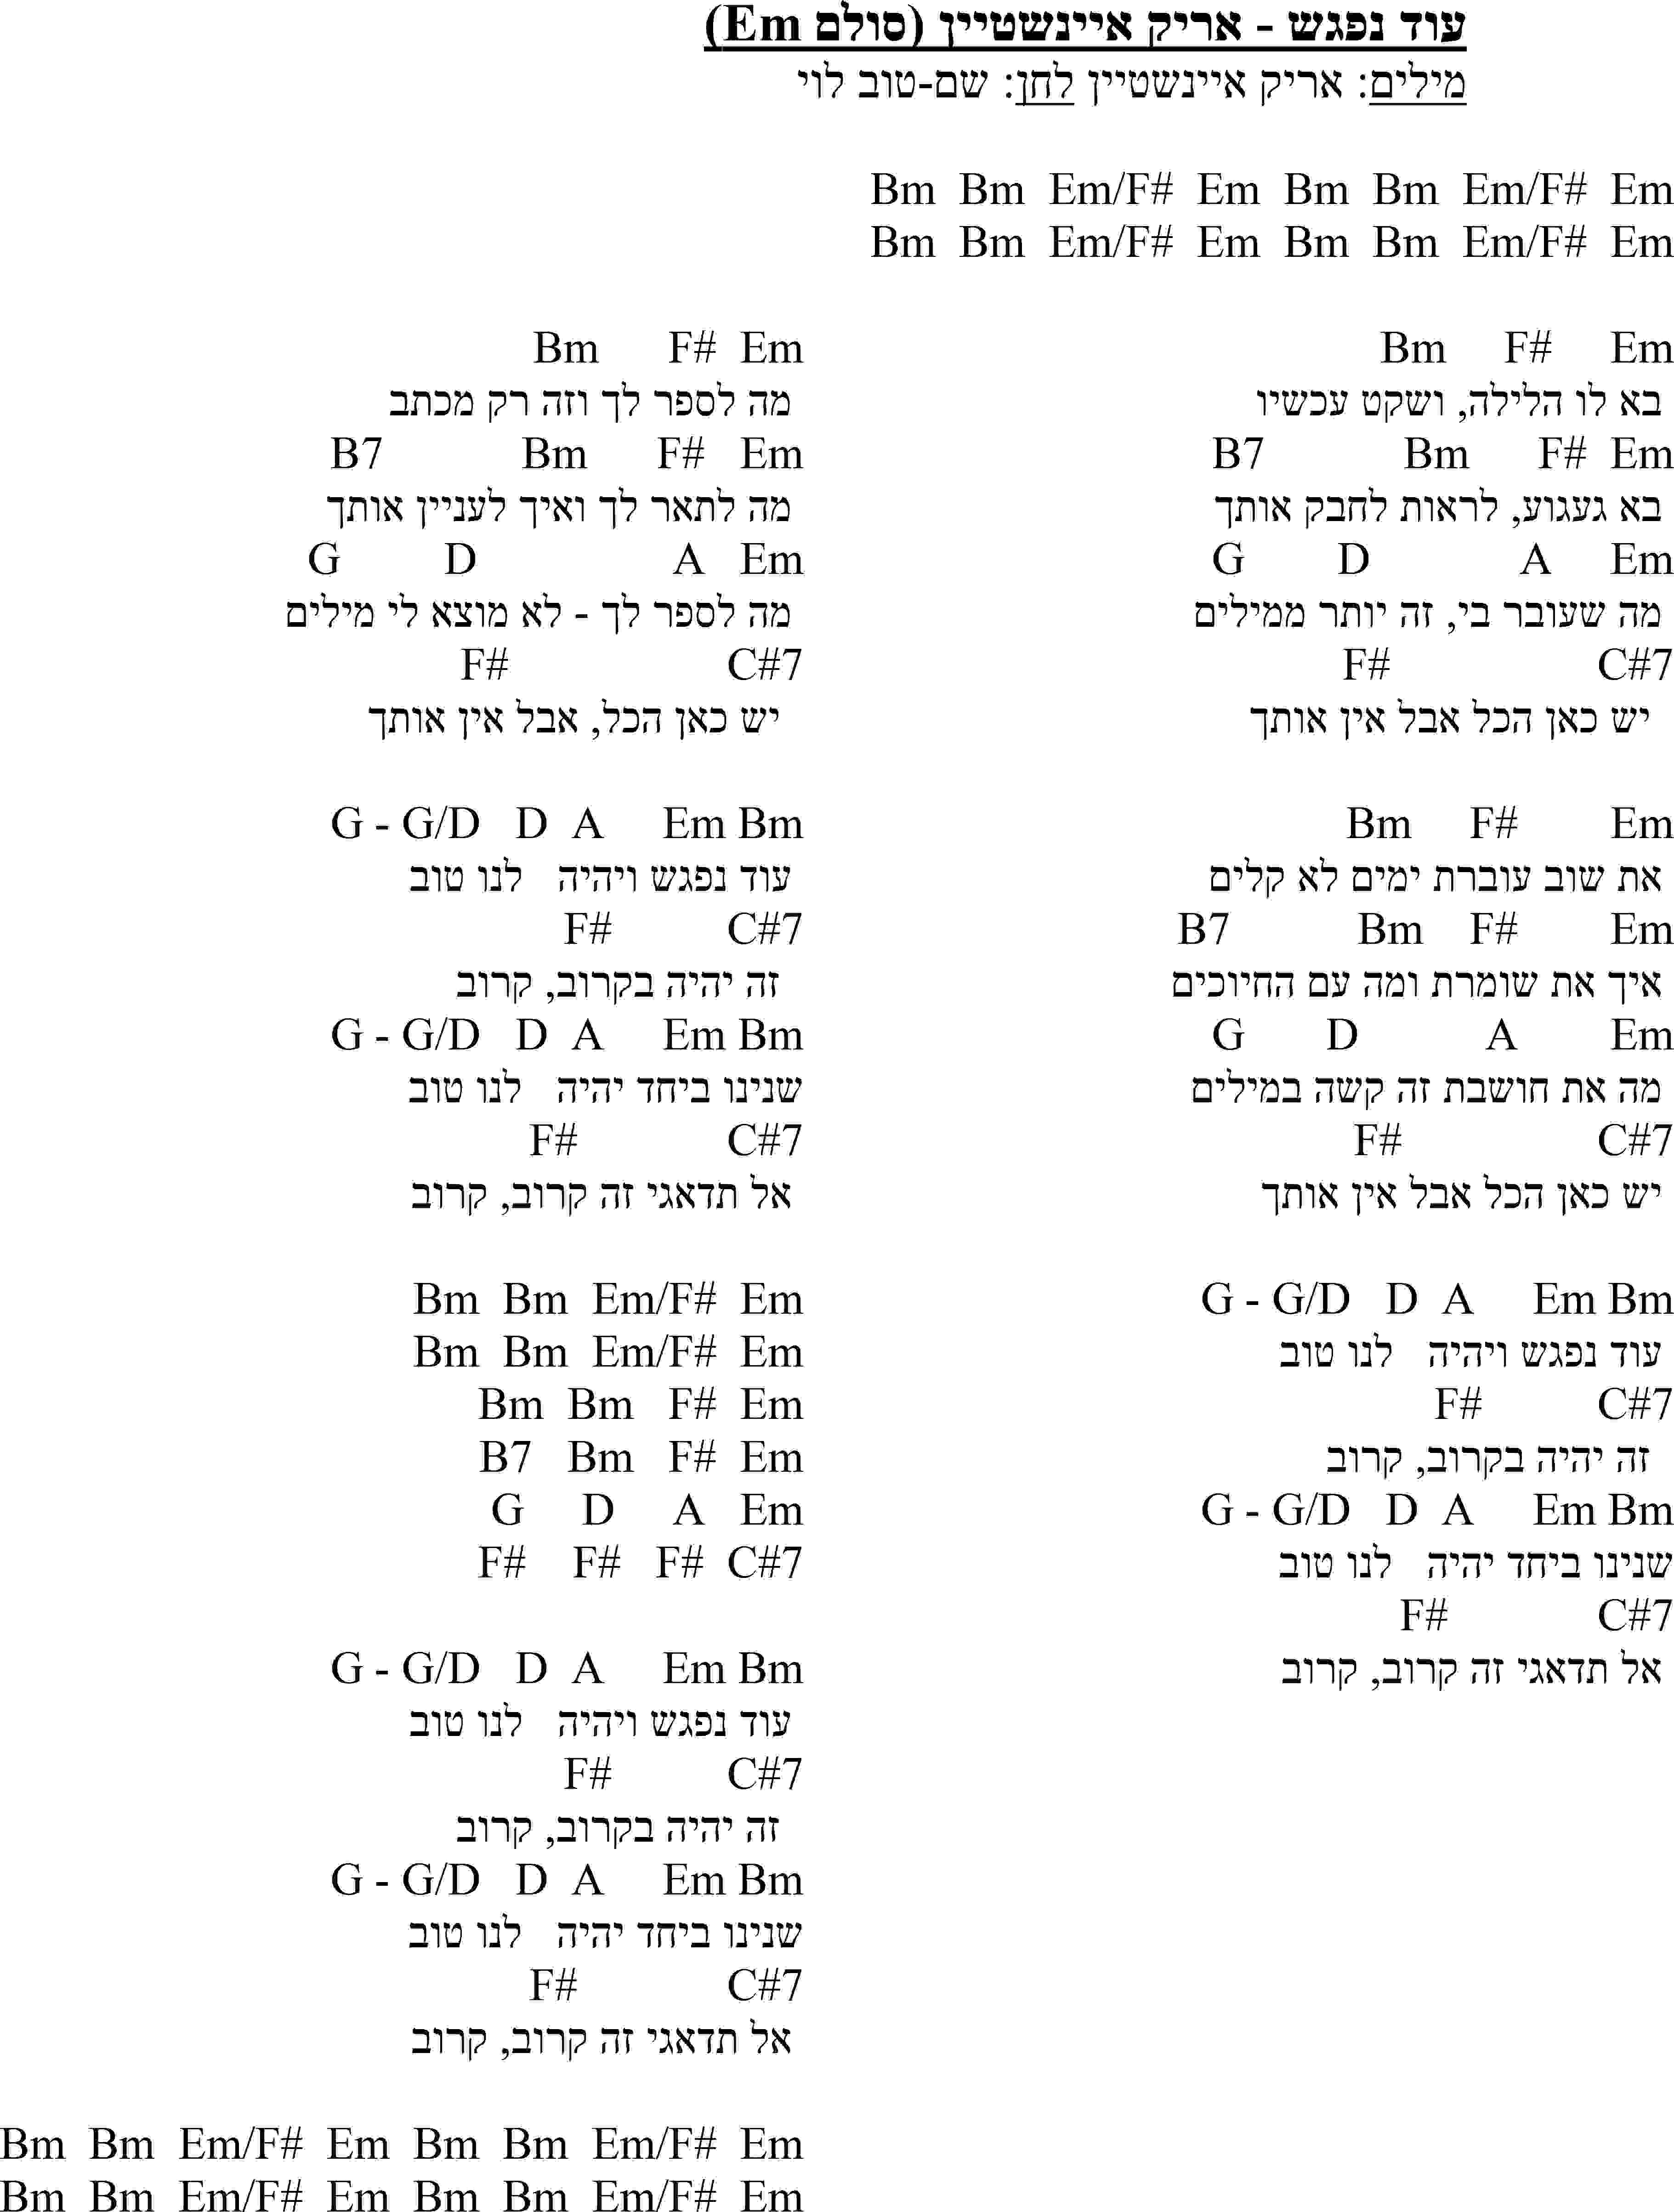 עוד נפגש - אריק איינשטיין (סולם Em)
מילים: אריק איינשטיין לחן: שם-טוב לוי
Bm Bm Em/F# Em Bm Bm Em/F# Em
Bm Bm Em/F# Em Bm Bm Em/F# Em
Bm F# Em
בא לו הלילה, ושקט עכשיו
B7 Bm F# Em
בא געגוע, לראות לחבק אותך
G D A Em
מה שעובר בי, זה יותר ממילים
F# C#7
יש כאן הכל אבל אין אותך
Bm F# Em
את שוב עוברת ימים לא קלים
B7 Bm F# Em
איך את שומרת ומה עם החיוכים
G D A Em
מה את חושבת זה קשה במילים
F# C#7
יש כאן הכל אבל אין אותך
G - G/D D A Em Bm
עוד נפגש ויהיה לנו טוב
F# C#7
זה יהיה בקרוב, קרוב
G - G/D D A Em Bm
שנינו ביחד יהיה לנו טוב
F# C#7
אל תדאגי זה קרוב, קרוב
Bm F# Em
מה לספר לך וזה רק מכתב
B7 Bm F# Em
מה לתאר לך ואיך לעניין אותך
G D A Em
מה לספר לך - לא מוצא לי מילים
F# C#7
יש כאן הכל, אבל אין אותך
G - G/D D A Em Bm
עוד נפגש ויהיה לנו טוב
F# C#7
זה יהיה בקרוב, קרוב
G - G/D D A Em Bm
שנינו ביחד יהיה לנו טוב
F# C#7
אל תדאגי זה קרוב, קרוב
Bm Bm Em/F# Em
Bm Bm Em/F# Em
Bm Bm F# Em
B7 Bm F# Em
G D A Em
F# F# F# C#7
G - G/D D A Em Bm
עוד נפגש ויהיה לנו טוב
F# C#7
זה יהיה בקרוב, קרוב
G - G/D D A Em Bm
שנינו ביחד יהיה לנו טוב
F# C#7
אל תדאגי זה קרוב, קרוב
Bm Bm Em/F# Em Bm Bm Em/F# Em
Bm Bm Em/F# Em Bm Bm Em/F# Em